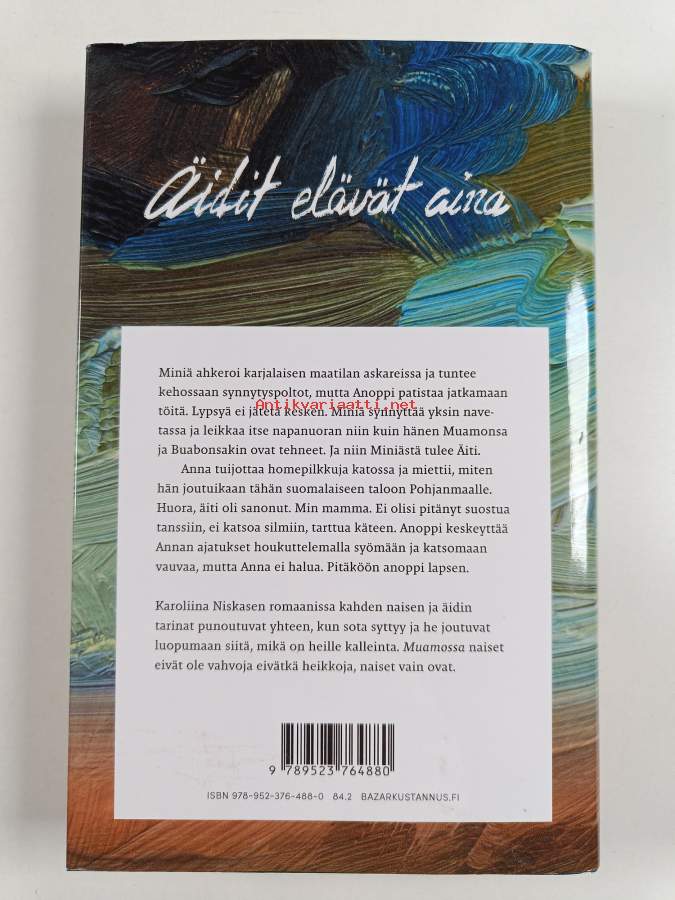 Äidit elävät aina
Miniä ahkeroi karjalaisen maatilan askareissa ja tuntee
kehossaan synnytyspoltot, mutta Anoppi patistaa jatkamaan
töitä. Lypsyä ei jätetä kesken. Miniä synnyttää yksin nave-
Antikvariaatti.net
tassa ja leikkaa itse napanuoran niin kuin hänen Muamonsa
ja Buabonsakin ovat tehneet. Ja niin Miniästä tulee Äiti.
Anna tuijottaa homepilkkuja katossa ja miettii, miten
hän joutuikaan tähän suomalaiseen taloon Pohjanmaalle.
Huora, äiti oli sanonut. Min mamma. Ei olisi pitänyt suostua
tanssiin, ei katsoa silmiin, tarttua käteen. Anoppi keskeyttää
Annan ajatukset houkuttelemalla syömään ja katsomaan
vauvaa, mutta Anna ei halua. Pitäköön anoppi lapsen.
Karoliina Niskasen romaanissa kahden naisen ja äidin
tarinat punoutuvat yhteen, kun sota syttyy ja he joutuvat
luopumaan siitä, mikä on heille kalleinta. Muamossa naiset
eivät ole vahvoja eivätkä heikkoja, naiset vain ovat.
9 789523 764880
ISBN 978-952-376-488-0 84.2 BAZARKUSTANNUS.FI